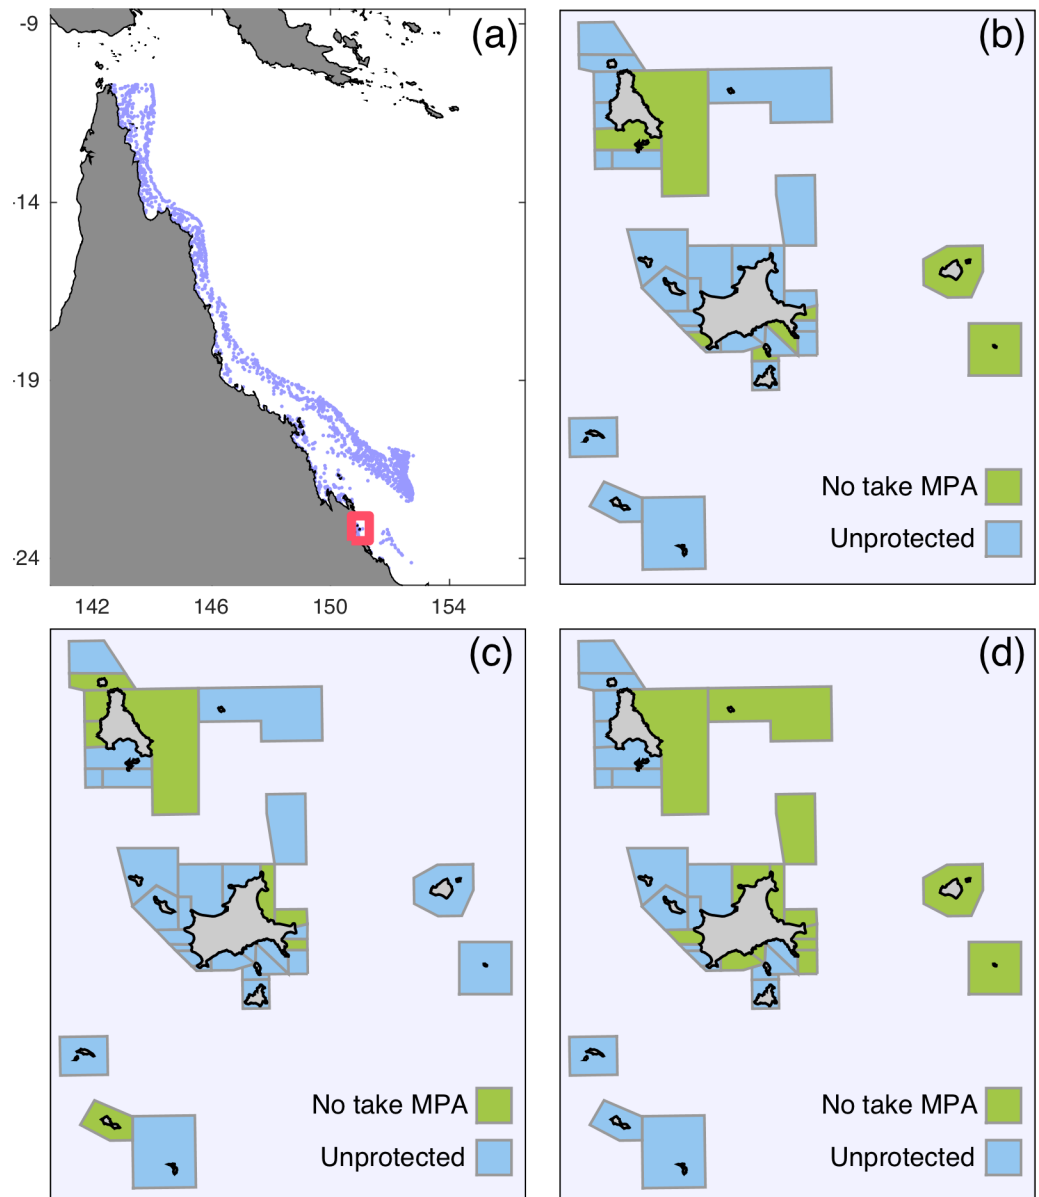 (a)
-9
-14
-19
-24
142 146 150 154
(b)
No take MPA
Unprotected
(c)
No take MPA
Unprotected
(d)
No take MPA
Unprotected